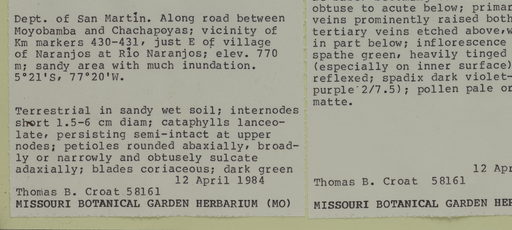 Dept. of San Martín. Along road between
Moyobamba and Chachapoyas; vicinity of
Km markers 430-431, just E of village
of Naranjos at Río Naranjos; elev. 770
m; sandy area with much inundation.
5°21'S, 77°20'W.
Terrestrial in sandy wet soil; internodes
short 1.5-6 cm diam; cataphylls lanceo-
late, persisting semi-intact at upper
nodes; petioles rounded abaxially, broad-
ly or narrowly and obtusely sulcate
adaxially; blades coriaceous; dark green
12 April 1984
Thomas B. Croat 58161
MISSOURI BOTANICAL GARDEN HERBARIUM (MO)
obtuse to acute below; primar
veins prominently raised both
tertiary veins etched above,w
in part below; inflorescence
spathe green, heavily tinged
(especially on inner surface)
reflexed; spadix dark violet-
purple 2/7.5); pollen pale or
matte.
12 Apr
Thomas B. Croat 58161
MISSOURI BOTANICAL GARDEN HER